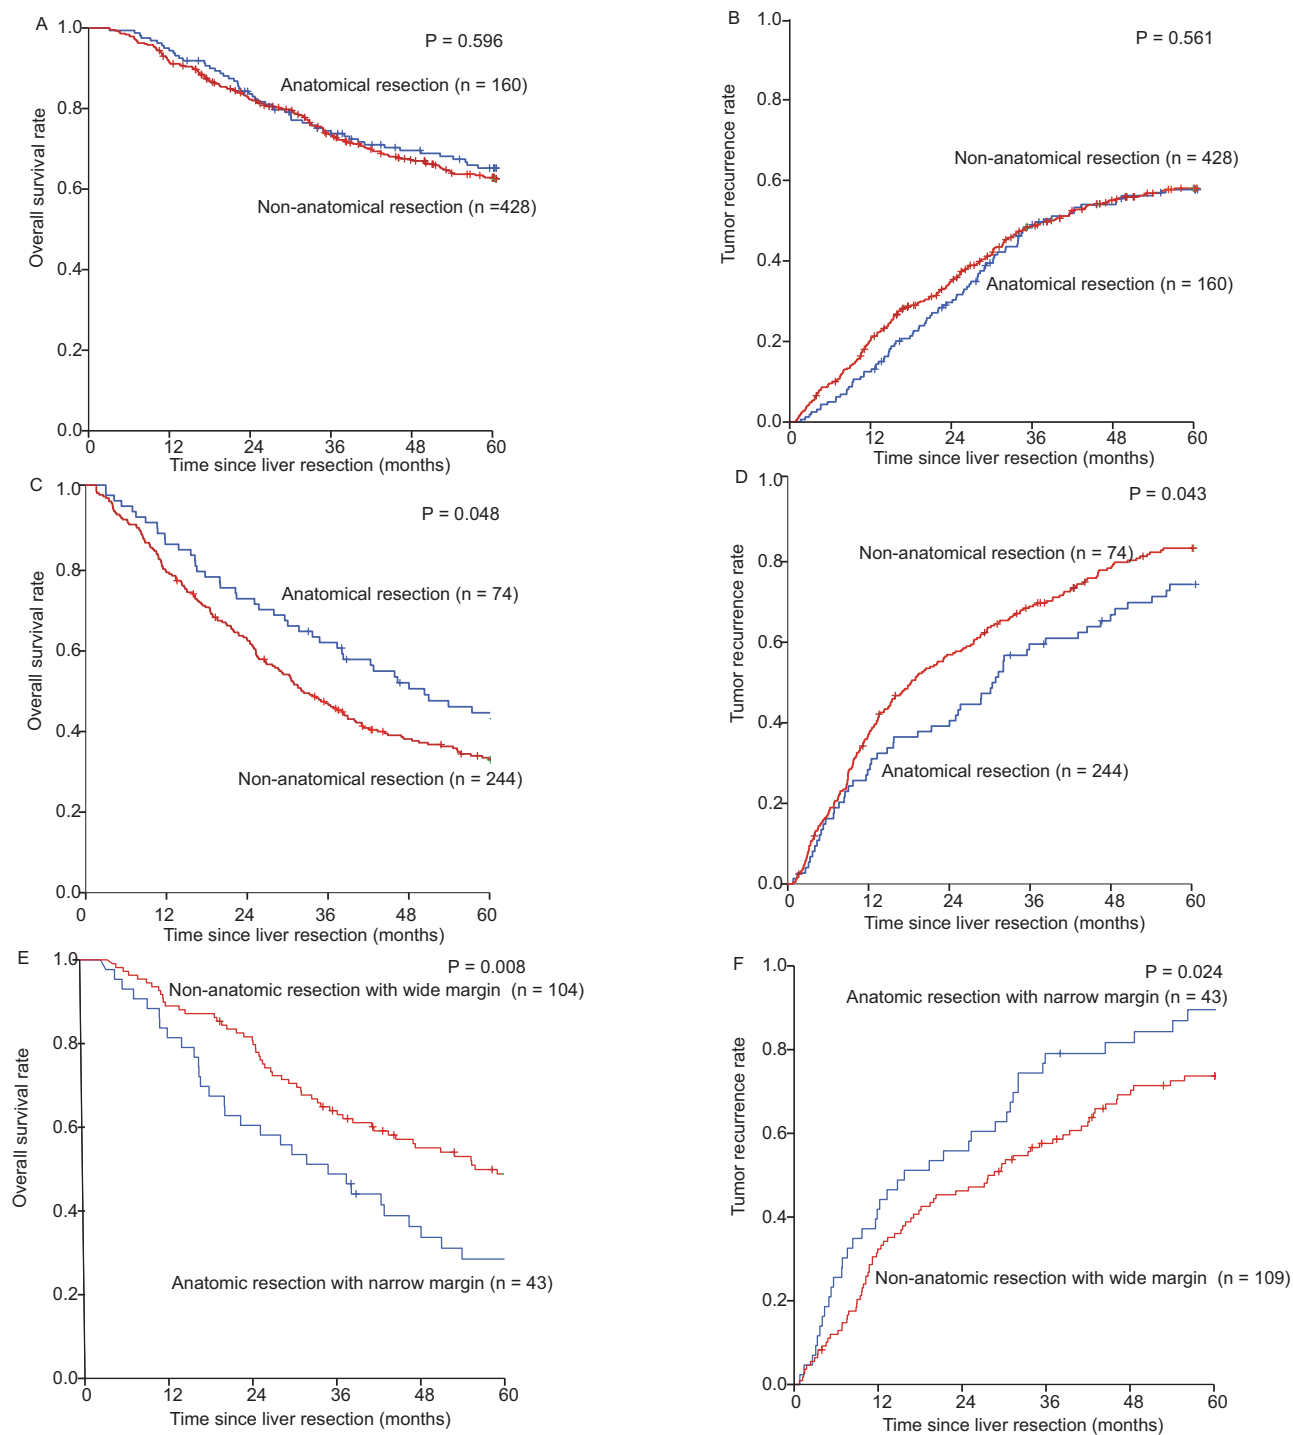 A
1.0
0.8
0.6
0.4
0.2
0.0
Overall survival rate
P = 0.596
Anatomical resection (n = 160)
Non-anatomical resection (n =428)
0 12 24 36 48 60
Time since liver resection (months)
B
1.0
0.8
0.6
0.4
0.2
0.0
Tumor recurrence rate
P = 0.561
Non-anatomical resection (n = 428)
Anatomical resection (n = 160)
0 12 24 36 48 60
Time since liver resection (months)
C
1.0
0.8
0.6
0.4
0.2
0.0
Overall survival rate
P = 0.048
Anatomical resection (n = 74)
Non-anatomical resection (n = 244)
0 12 24 36 48 60
Time since liver resection (months)
D
1.0
0.8
0.6
0.4
0.2
0.0
Tumor recurrence rate
P = 0.043
Non-anatomical resection (n = 74)
Anatomical resection (n = 244)
0 12 24 36 48 60
Time since liver resection (months)
E
1.0
0.8
0.6
0.4
0.2
0.0
Overall survival rate
P = 0.008
Non-anatomic resection with wide margin (n = 104)
Anatomic resection with narrow margin (n = 43)
0 12 24 36 48 60
Time since liver resection (months)
F
1.0
0.8
0.6
0.4
0.2
0.0
Tumor recurrence rate
P = 0.024
Anatomic resection with narrow margin (n = 43)
Non-anatomic resection with wide margin (n = 109)
0 12 24 36 48 60
Time since liver resection (months)